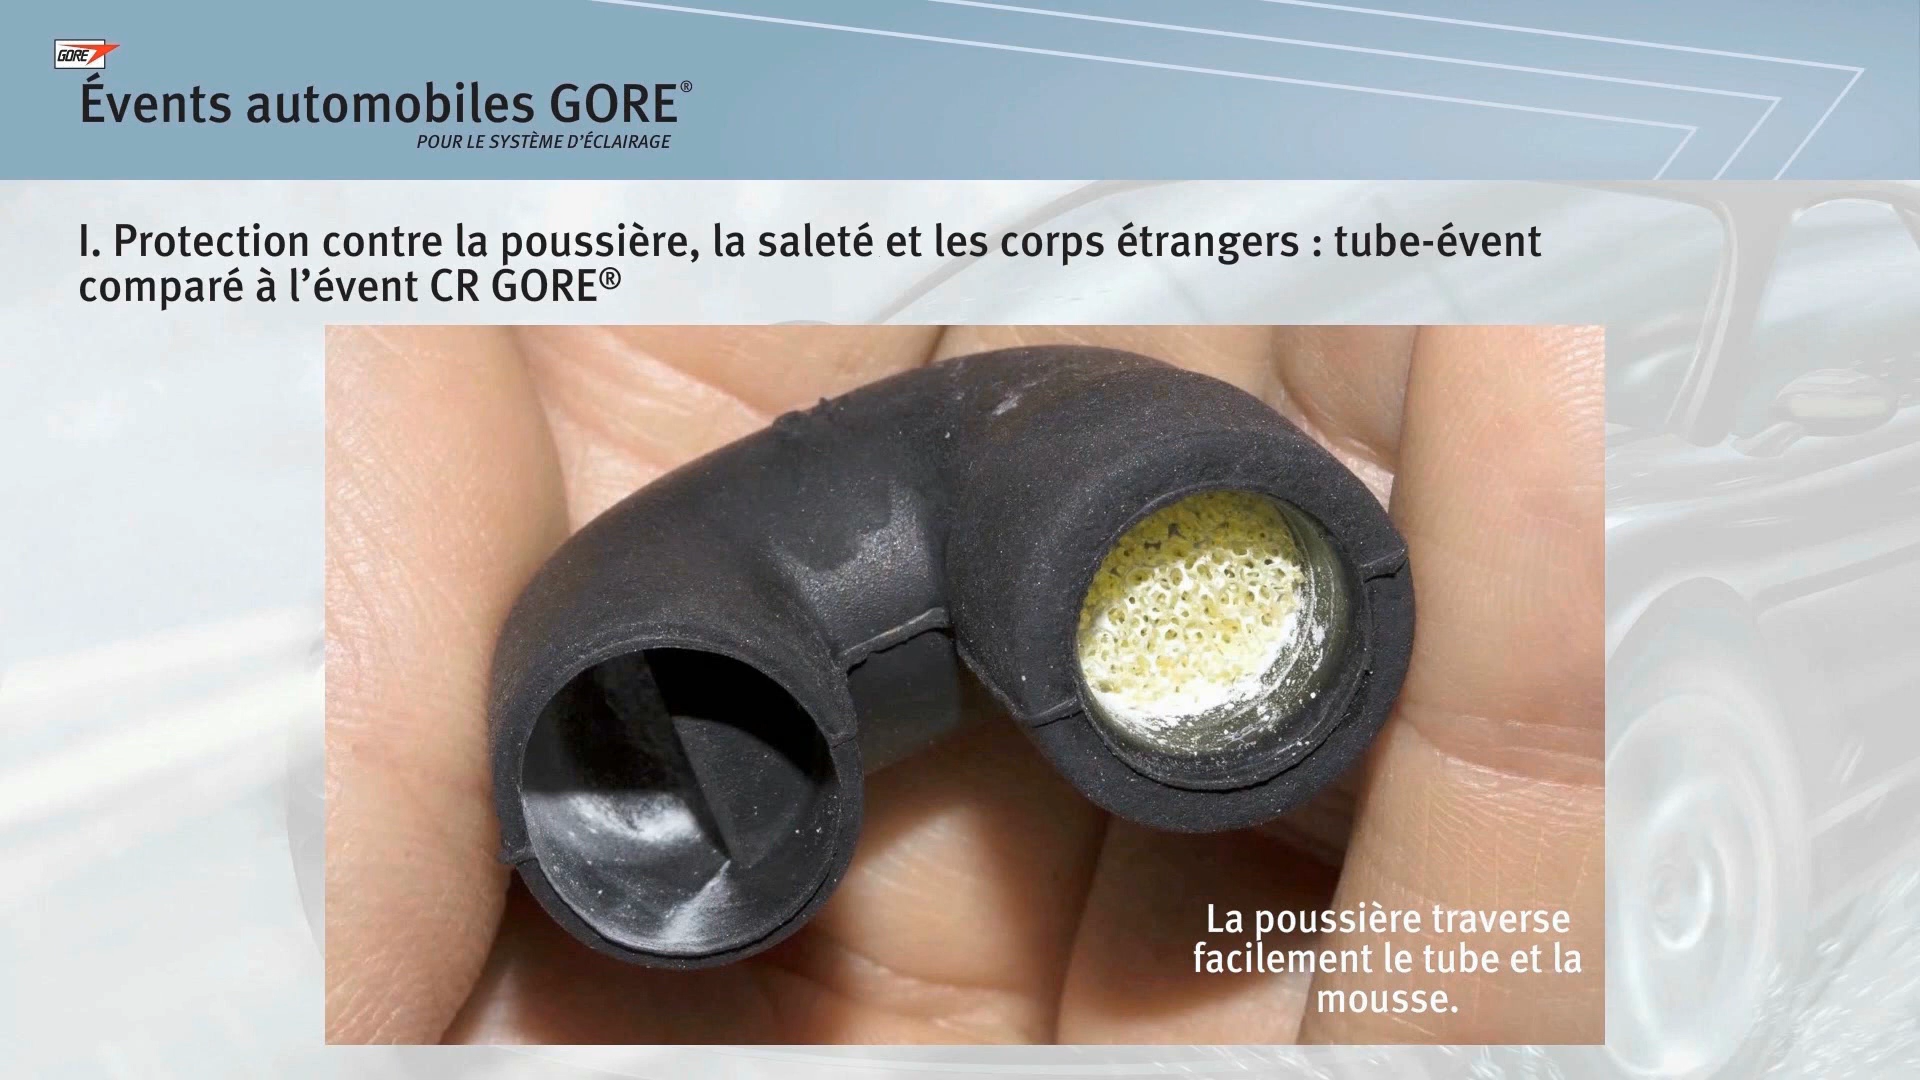 GORE
Évents automobiles GORE®
POUR LE SYSTÈME D'ÉCLAIRAGE
I. Protection contre la poussière, la saleté et les corps étrangers : tube-évent
comparé à l’évent CR GORE®
La poussière traverse
facilement le tube et la
mousse.